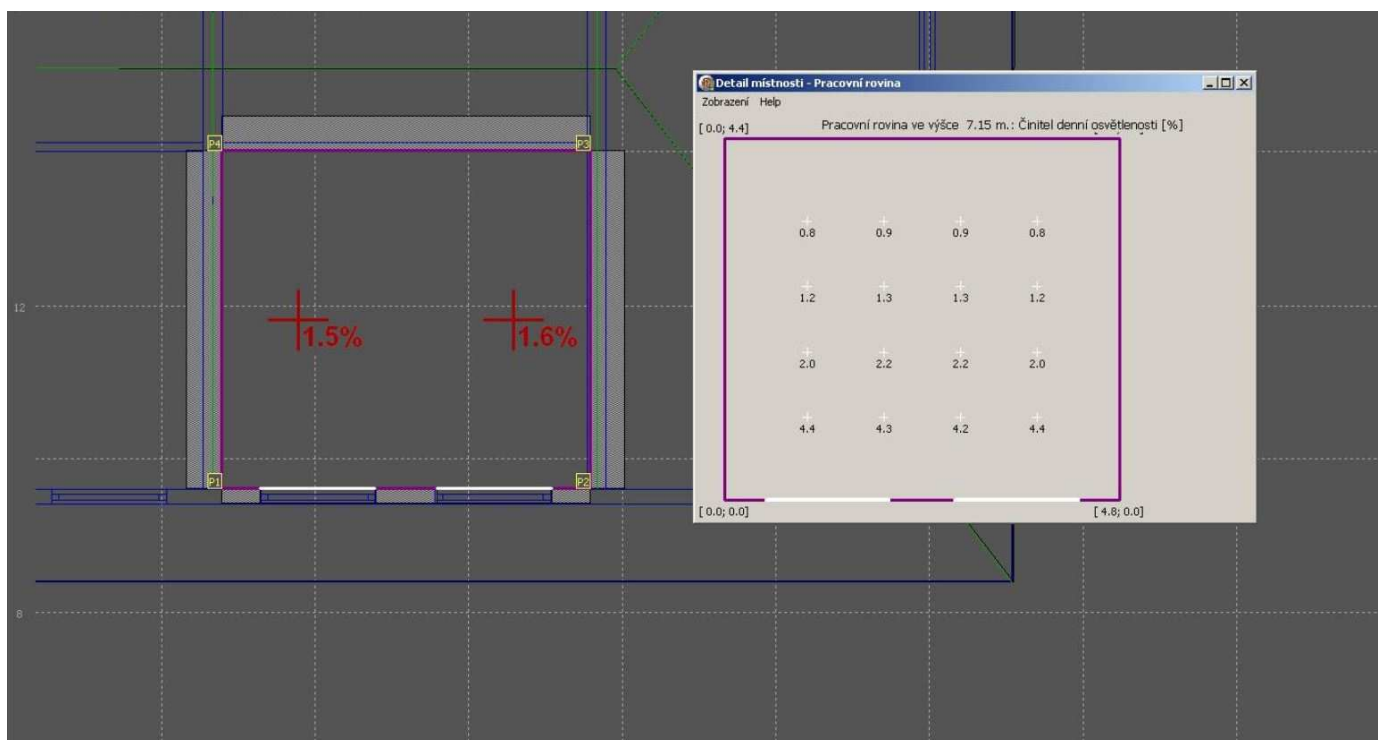 Detail místnosti - Pracovní rovina
Zobrazení Help
[ 0.0; 4.4] Pracovní rovina ve výšce 7.15 m.: Činitel denní osvětlenosti [%]
0.8 0.9 0.9 0.8
1.2 1.3 1.3 1.2
2.0 2.2 2.2 2.0
4.4 4.3 4.2 4.4
[ 0.0; 0.0] [ 4.8; 0.0]
P4 P3
12
1.5% 1.6%
P1 P2
8